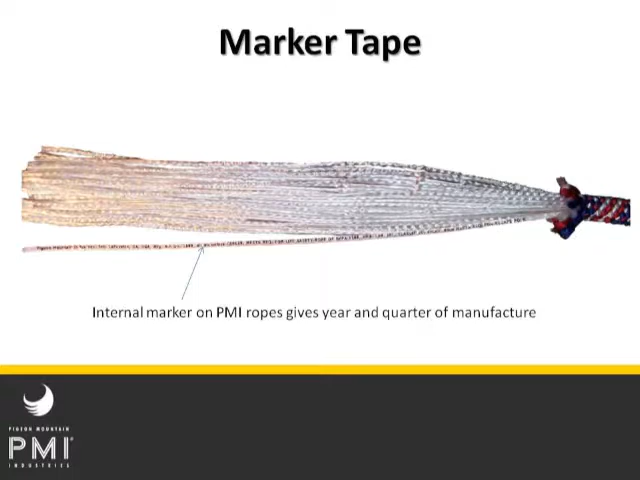 Marker Tape
Internal marker on PMI ropes gives year and quarter of manufacture
PIGEON MOUNTAIN
PMI®
INDUSTRIES